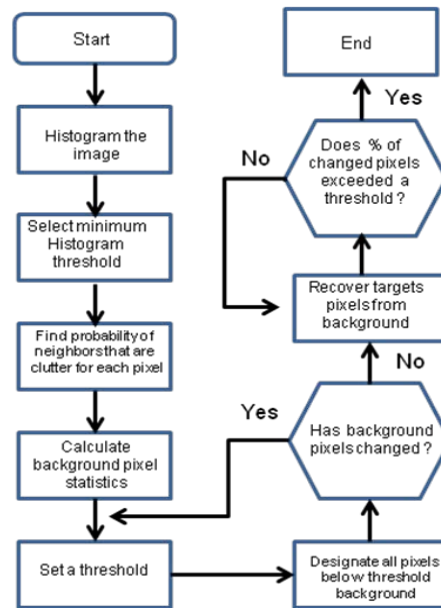 Start
Histogram the
image
Select minimum
Histogram
threshold
Find probability of
neighbors that are
clutter for each pixel
Calculate
background pixel
statistics
Set a threshold
Designate all pixels
below threshold
background
Has background
pixels changed ?
Yes
No
Recover targets
pixels from
background
Does % of
changed pixels
exceeded a
threshold ?
No
Yes
End